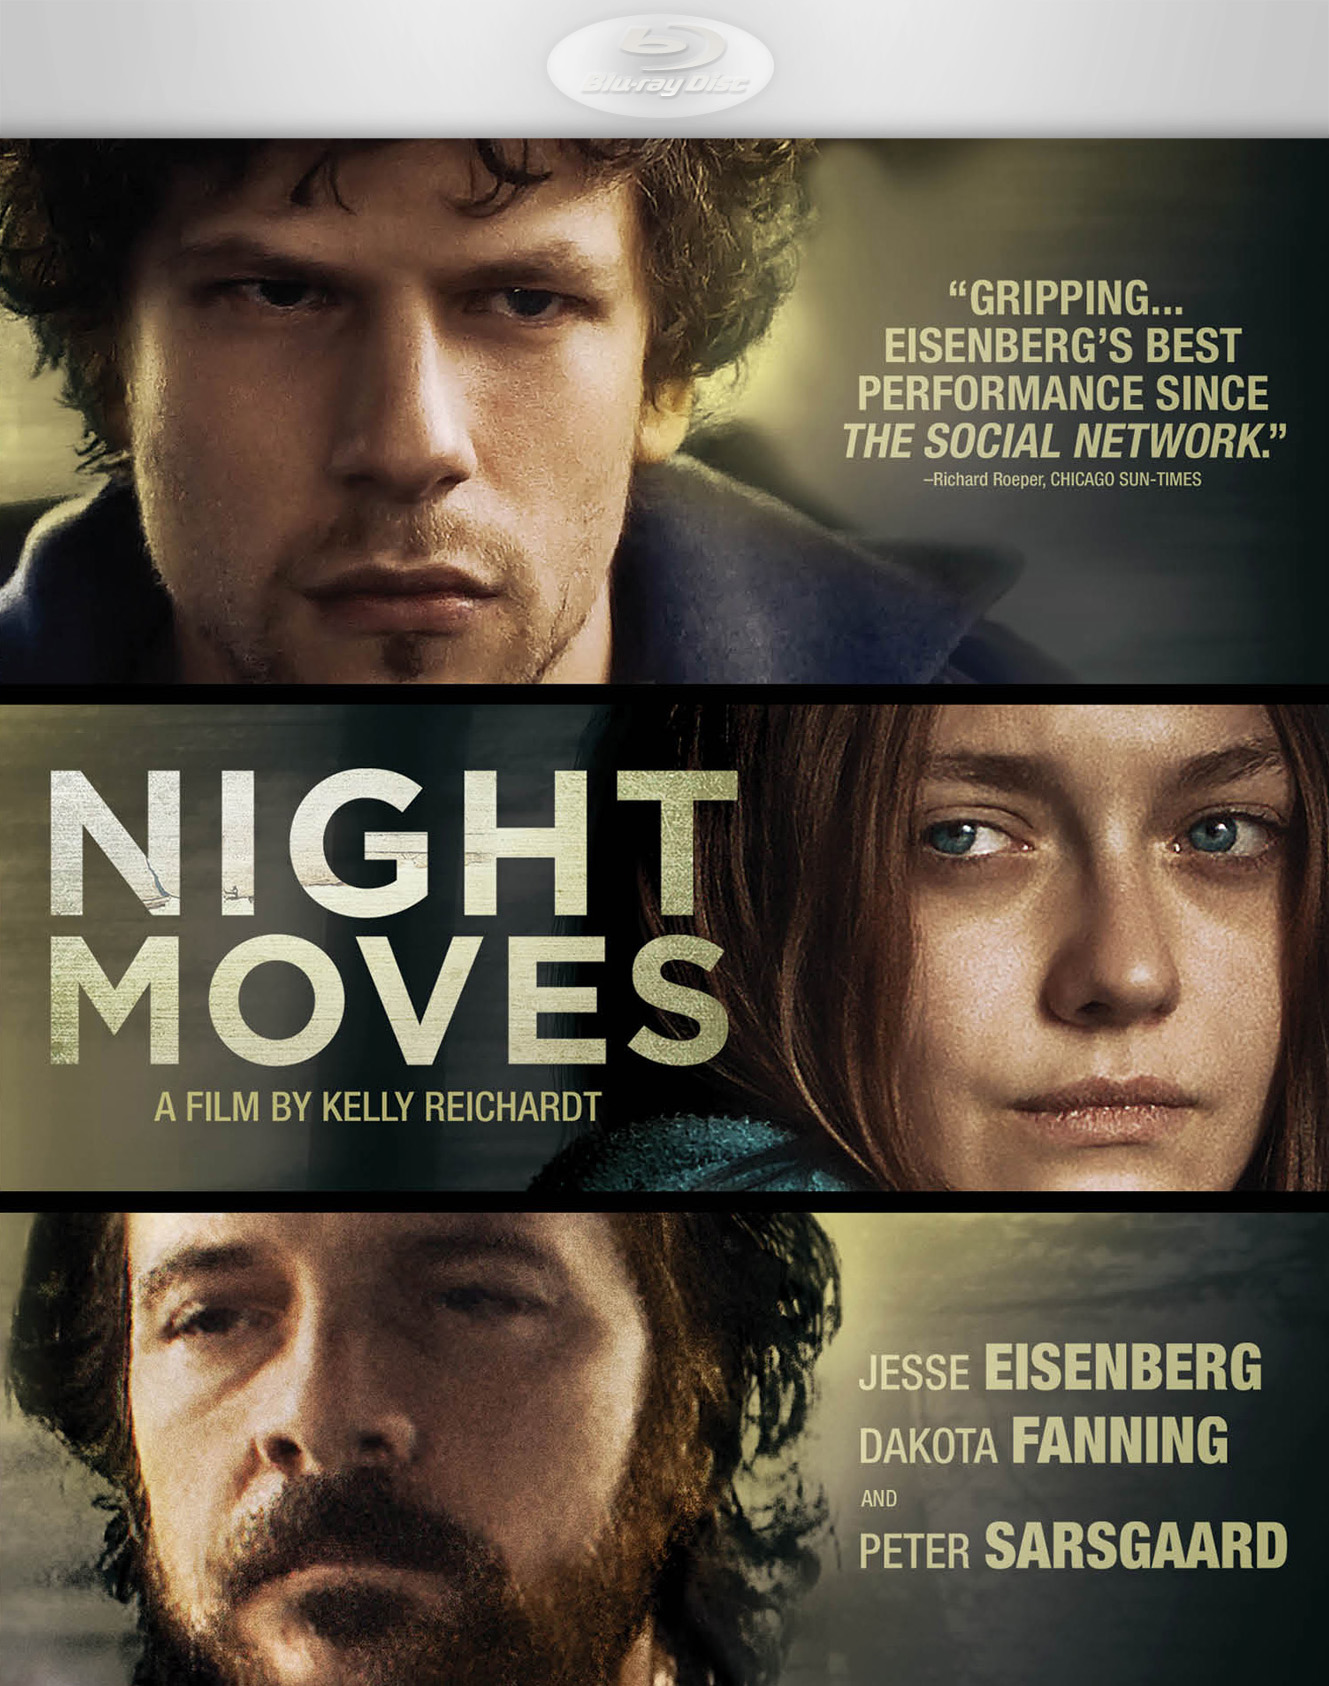 Blu-ray Disc
“GRIPPING...
EISENBERG’S BEST
PERFORMANCE SINCE
THE SOCIAL NETWORK.”
–Richard Roeper, CHICAGO SUN-TIMES
NIGHT
MOVES
A FILM BY KELLY REICHARDT
JESSE EISENBERG
DAKOTA FANNING
AND
PETER SARSGAARD